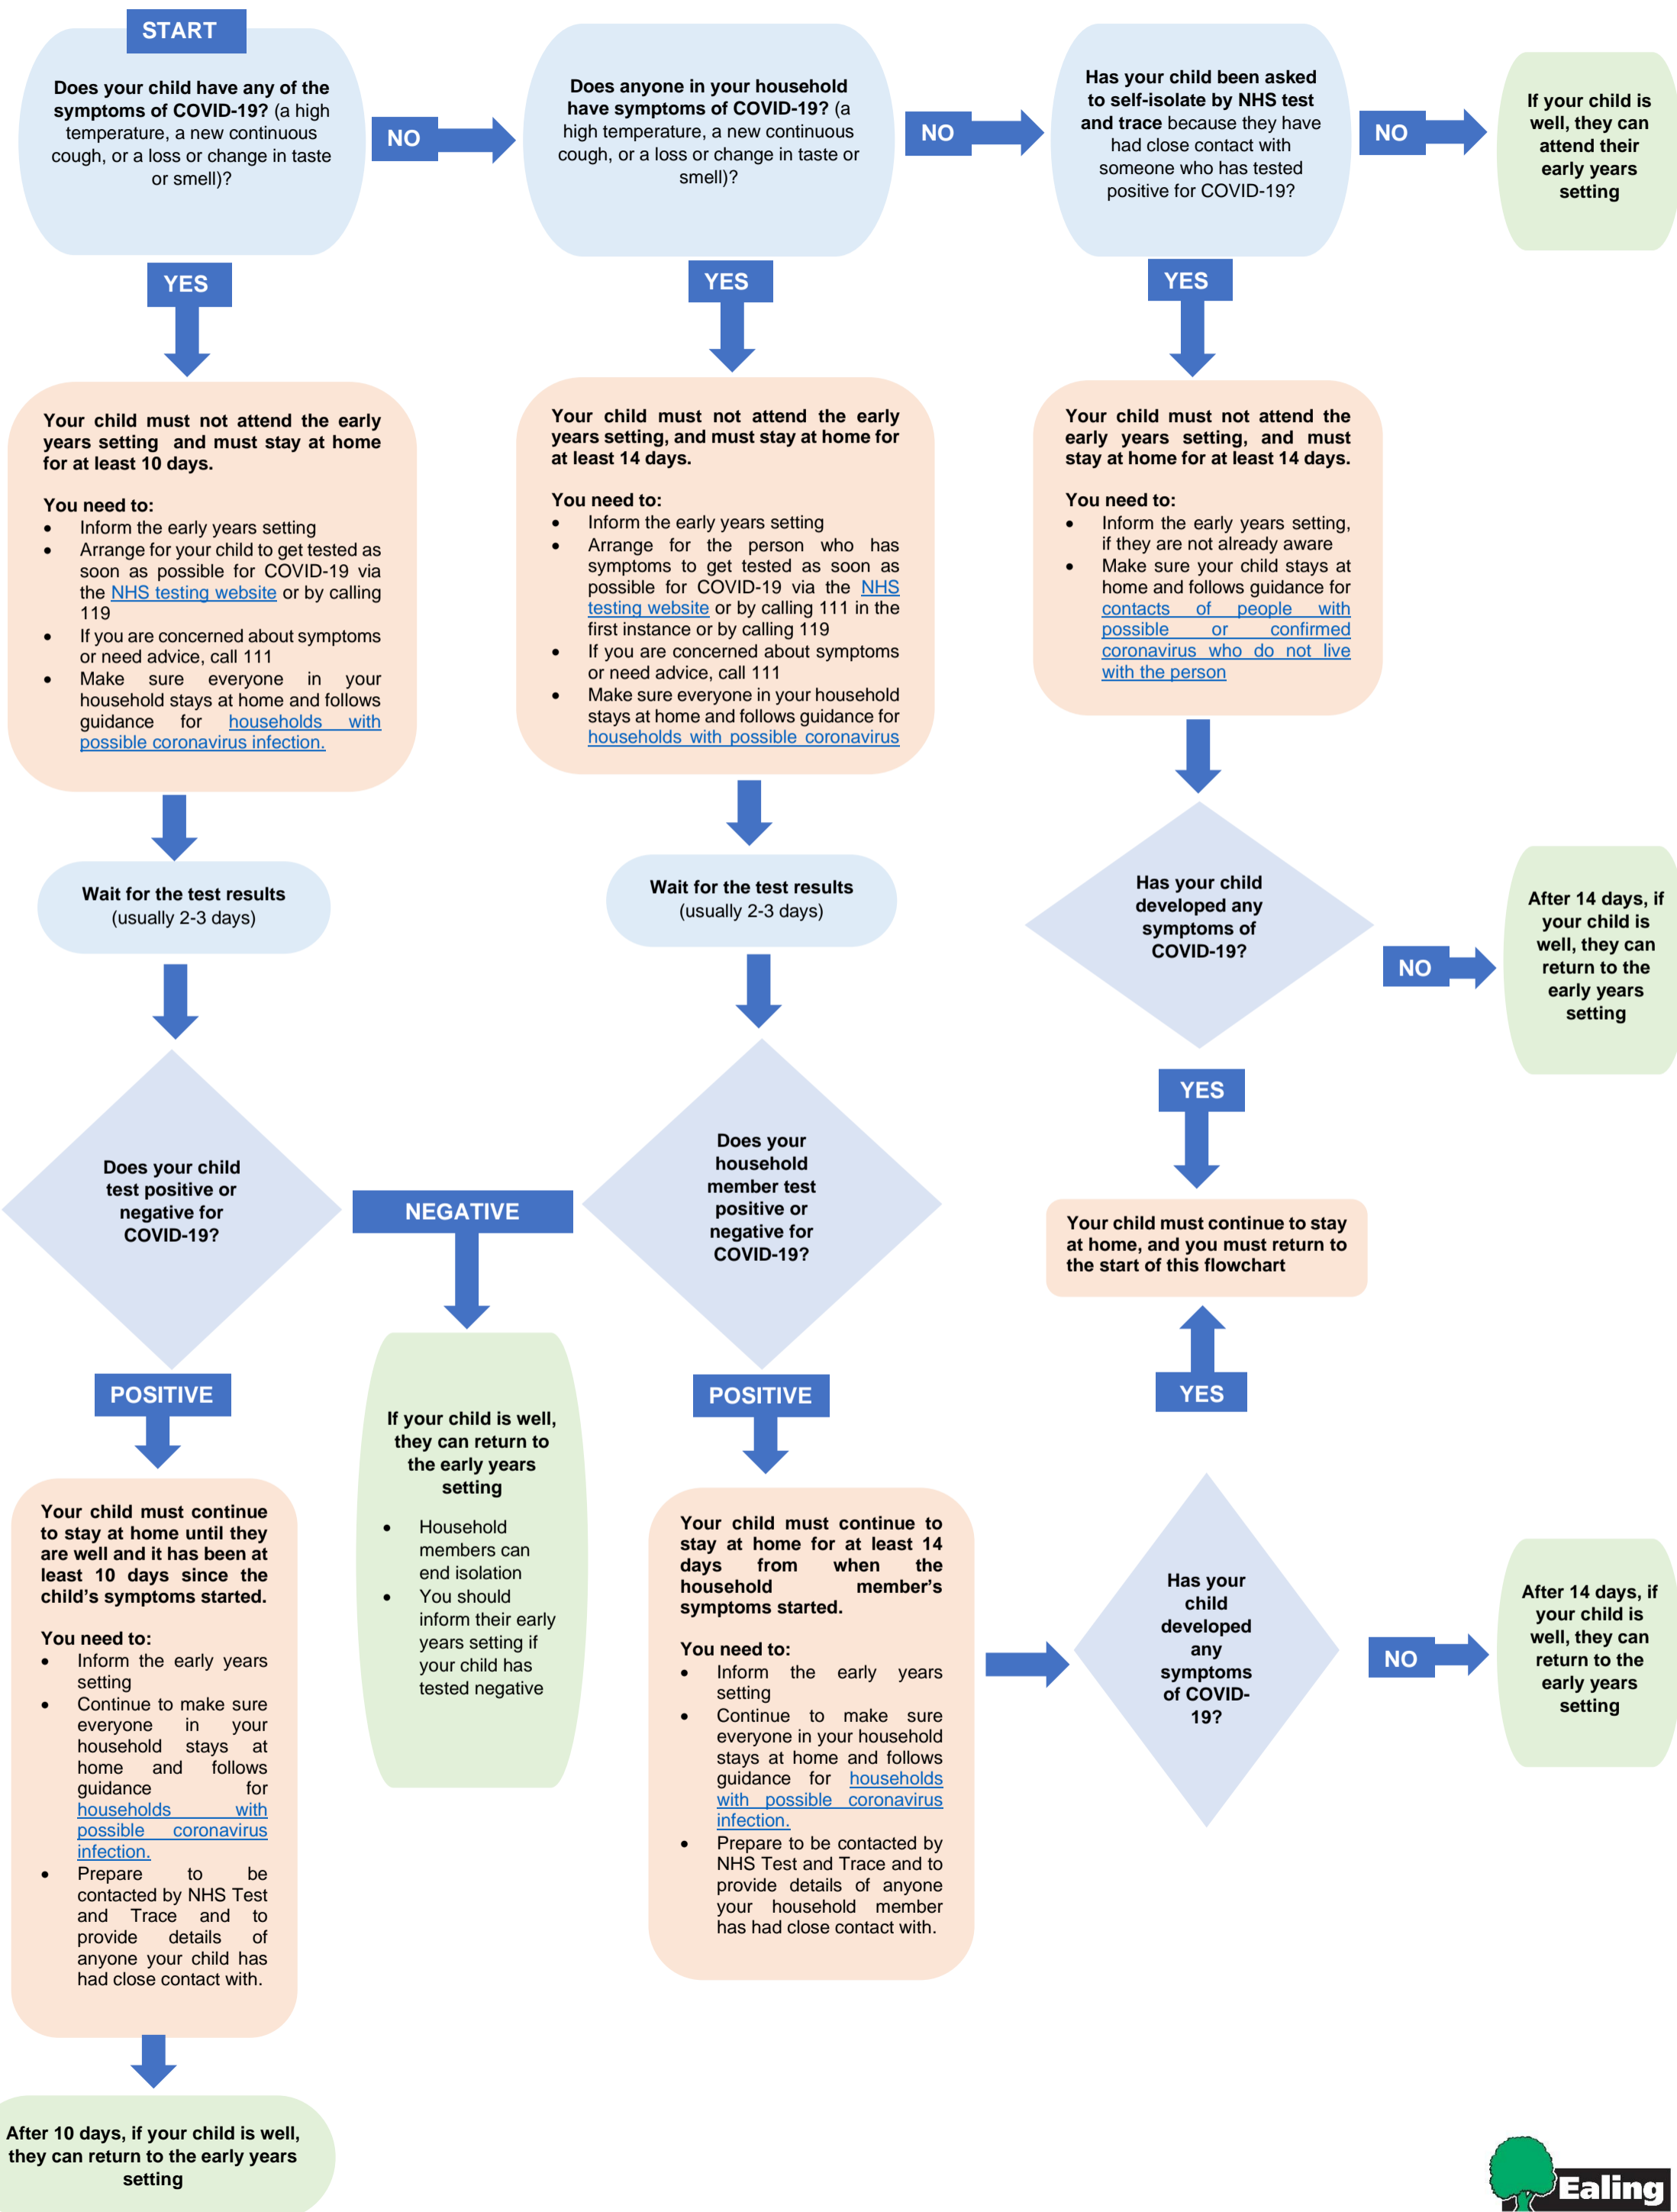 START
Does your child have any of the
symptoms of COVID-19? (a high
temperature, a new continuous
cough, or a loss or change in taste
or smell)?
NO
Does anyone in your household
have symptoms of COVID-19? (a
high temperature, a new continuous
cough, or a loss or change in taste or
smell)?
NO
Has your child been asked
to self-isolate by NHS test
and trace because they have
had close contact with
someone who has tested
positive for COVID-19?
NO
If your child is
well, they can
attend their
early years
setting
YES
YES
YES
Your child must not attend the early
years setting and must stay at home
for at least 10 days.
You need to:
• Inform the early years setting
• Arrange for your child to get tested as
soon as possible for COVID-19 via
the NHS testing website or by calling
119
• If you are concerned about symptoms
or need advice, call 111
• Make sure everyone in your
household stays at home and follows
guidance for households with
possible coronavirus infection.
Your child must not attend the early
years setting, and must stay at home for
at least 14 days.
You need to:
• Inform the early years setting
• Arrange for the person who has
symptoms to get tested as soon as
possible for COVID-19 via the NHS
testing website or by calling 111 in the
first instance or by calling 119
• If you are concerned about symptoms
or need advice, call 111
• Make sure everyone in your household
stays at home and follows guidance for
households with possible coronavirus
Your child must not attend the
early years setting, and must
stay at home for at least 14 days.
You need to:
• Inform the early years setting,
if they are not already aware
• Make sure your child stays at
home and follows guidance for
contacts of people with
possible or confirmed
coronavirus who do not live
with the person
Wait for the test results
(usually 2-3 days)
Wait for the test results
(usually 2-3 days)
Has your child
developed any
symptoms of
COVID-19?
NO
After 14 days, if
your child is
well, they can
return to the
early years
setting
YES
Does your child
test positive or
negative for
COVID-19?
NEGATIVE
Does your
household
member test
positive or
negative for
COVID-19?
Your child must continue to stay
at home, and you must return to
the start of this flowchart
YES
POSITIVE
If your child is well,
they can return to
the early years
setting
• Household
members can
end isolation
• You should
inform their early
years setting if
your child has
tested negative
POSITIVE
Your child must continue
to stay at home until they
are well and it has been at
least 10 days since the
child's symptoms started.
You need to:
• Inform the early years
setting
• Continue to make sure
everyone in your
household stays at
home and follows
guidance for
households with
possible coronavirus
infection.
• Prepare to be
contacted by NHS Test
and Trace and to
provide details of
anyone your child has
had close contact with.
Your child must continue to
stay at home for at least 14
days from when the
household member's
symptoms started.
You need to:
• Inform the early years
setting
• Continue to make sure
everyone in your household
stays at home and follows
guidance for households
with possible coronavirus
infection.
• Prepare to be contacted by
NHS Test and Trace and to
provide details of anyone
your household member
has had close contact with.
Has your
child
developed
any
symptoms
of COVID-
19?
NO
After 14 days, if
your child is
well, they can
return to the
early years
setting
After 10 days, if your child is well,
they can return to the early years
setting
Ealing